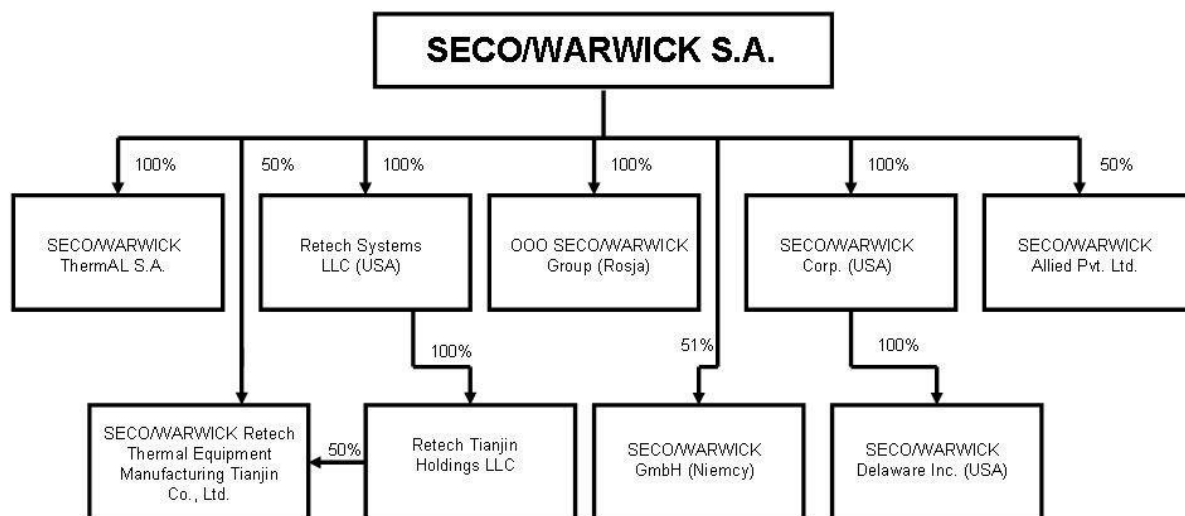 SECO/WARWICK S.A.
100%
50%
100%
100%
100%
50%
SECO/WARWICK
ThermAL S.A.
Retech Systems
LLC (USA)
OOO SECO/WARWICK
Group (Rosja)
SECO/WARWICK
Corp. (USA)
SECO/WARWICK
Allied Pvt. Ltd.
100%
51%
100%
SECO/WARWICK Retech
Thermal Equipment
Manufacturing Tianjin
Co., Ltd.
50%
Retech Tianjin
Holdings LLC
SECO/WARWICK
GmbH (Niemcy)
SECO/WARWICK
Delaware Inc. (USA)